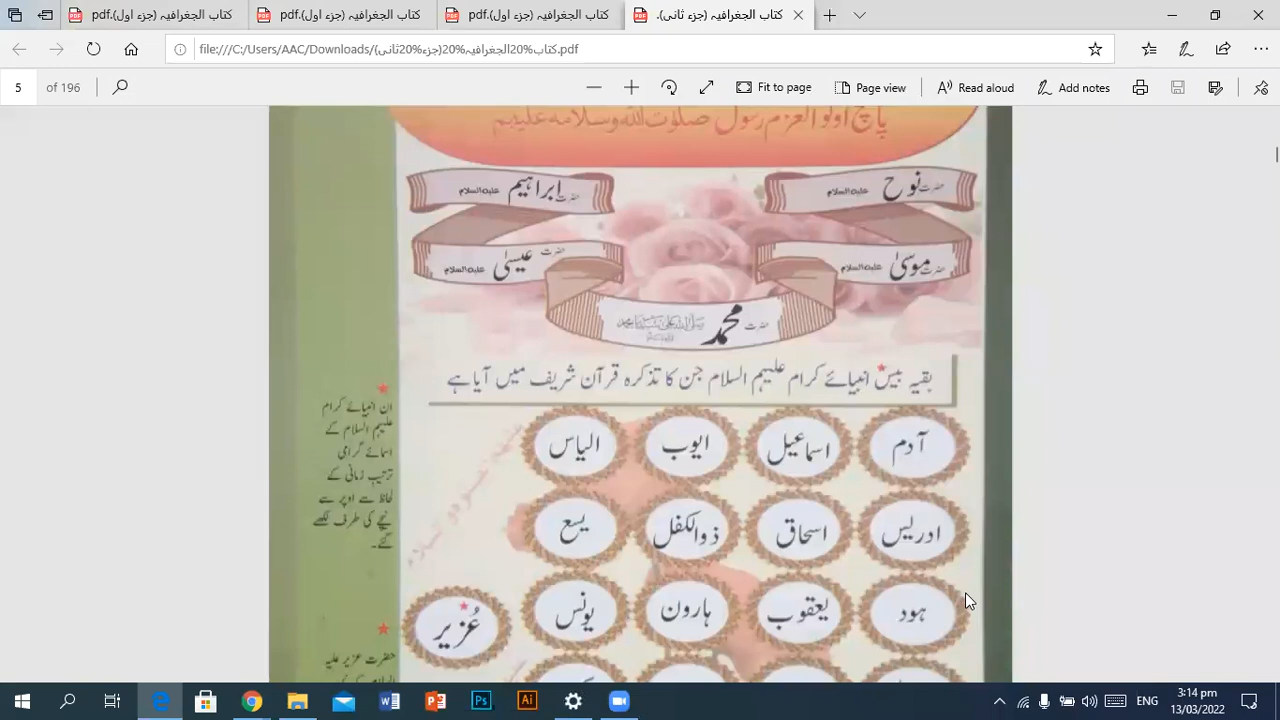 کتاب الجغرافیہ (جزء اول).pdf
کتاب الجغرافیہ (جزء اول).pdf
کتاب الجغرافیہ (جزء اول).pdf
کتاب الجغرافیہ (جزء ثانی).
file:///C:/Users/AAC/Downloads/کتاب%20الجغرافیہ%20(جزء%20ثانی).pdf
5 of 196
Fit to page
Page view
Read aloud
Add notes
پانچ اولو العزم رسول صلوٰت اللہ وسلامہ علیہم
حضرت نوح علیہ السلام
حضرت ابراہیم علیہ السلام
حضرت موسیٰ علیہ السلام
حضرت عیسیٰ علیہ السلام
حضرت محمد
بقیہ بیس* انبیائے کرام علیہم السلام جن کا تذکرہ قرآن شریف میں آیا ہے
آدم اسماعیل ایوب الیاس
ادریس اسحاق ذوالکفل یسع
ہود یعقوب ہارون یونس
عُزیر
ان انبیائے کرام
علیہم السلام کے
اسمائے گرامی
ترتیب زمانی کے
لحاظ سے اوپر سے
نیچے کی طرف لکھے
گئے۔
حضرت عزیر علیہ
ENG
3:14 pm
13/03/2022